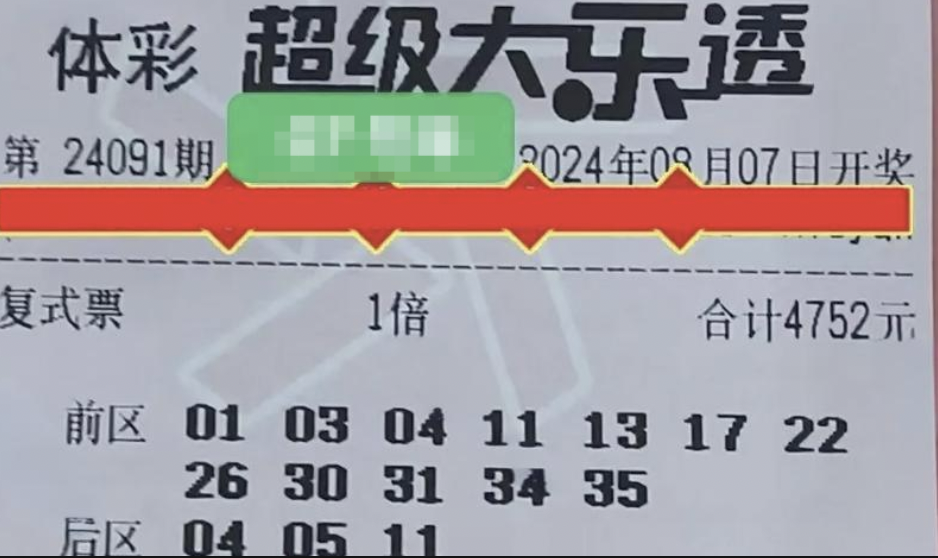 体彩 超级大乐透
第 24091期 2024年08月07日开奖
复式票 1倍 合计4752元
前区 01 03 04 11 13 17 22
26 30 31 34 35
后区 04 05 11